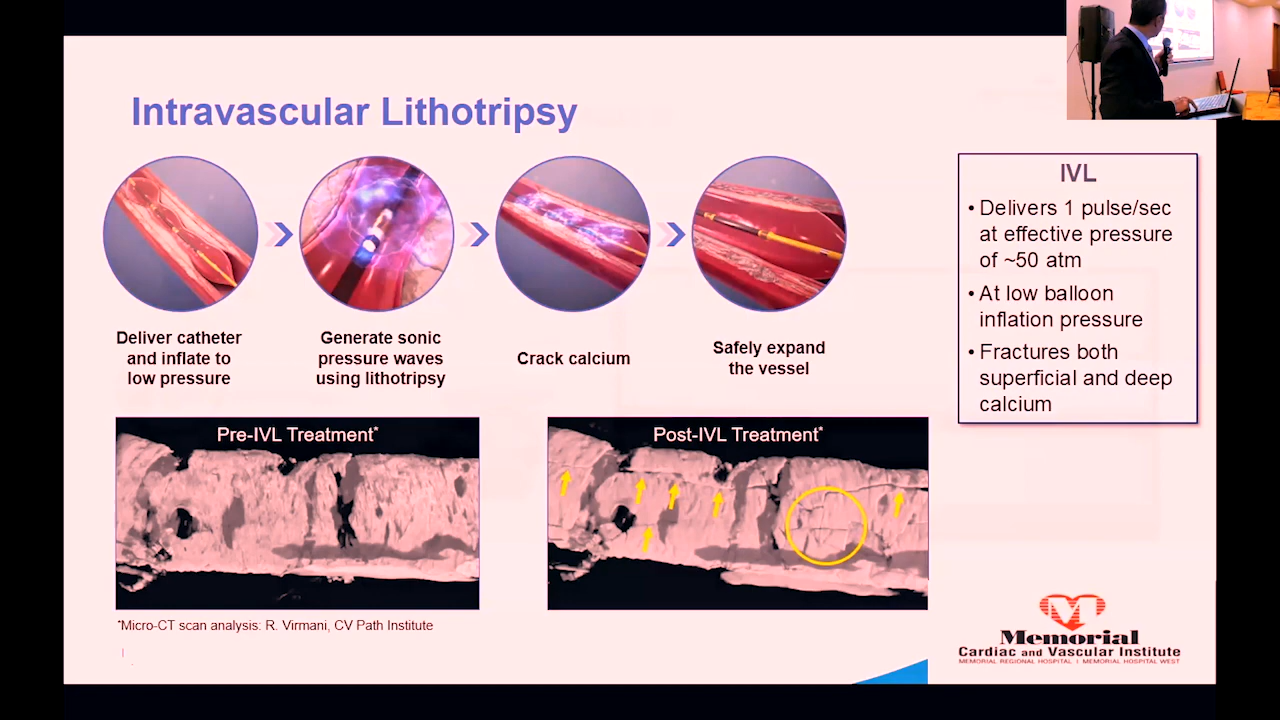 Intravascular Lithotripsy
Deliver catheter
and inflate to
low pressure
Generate sonic
pressure waves
using lithotripsy
Crack calcium
Safely expand
the vessel
IVL
• Delivers 1 pulse/sec
at effective pressure
of ~50 atm
• At low balloon
inflation pressure
• Fractures both
superficial and deep
calcium
Pre-IVL Treatment*
Post-IVL Treatment*
*Micro-CT scan analysis: R. Virmani, CV Path Institute
M
Memorial
Cardiac and Vascular Institute
MEMORIAL REGIONAL HOSPITAL | MEMORIAL HOSPITAL WEST